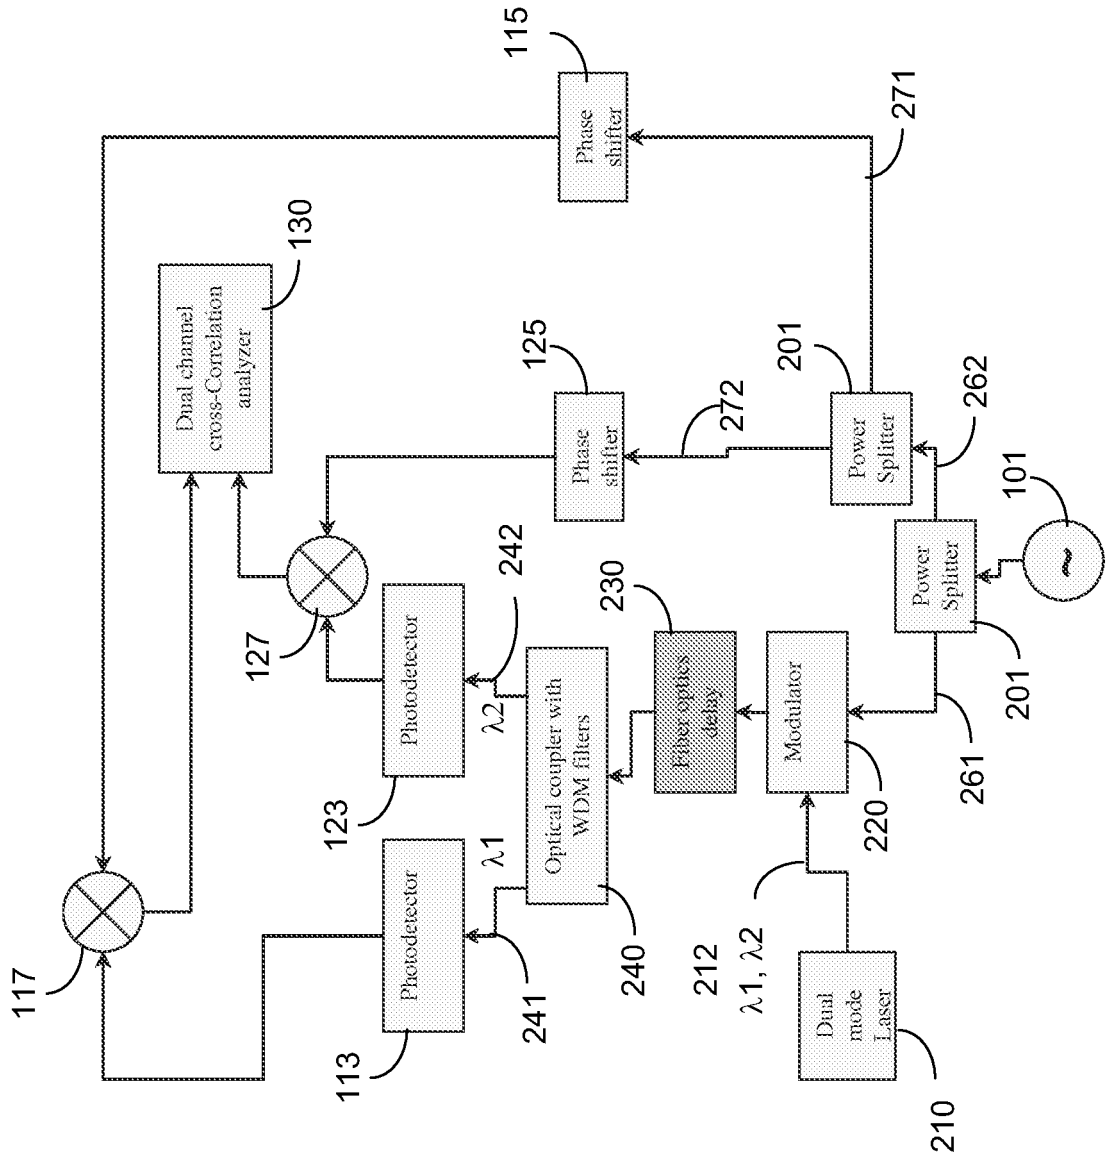 117
113
Photodetector
241
λ1
240
Optical coupler with
WDM filters
212
λ1, λ2
210
Dual
mode
Laser
123
Photodetector
λ2
242
127
230
Fiber optics
delay
220
Modulator
261
201
Power
Splitter
101
~
130
Dual channel
cross-Correlation
analyzer
125
Phase
shifter
272
201
Power
Splitter
262
115
Phase
shifter
271